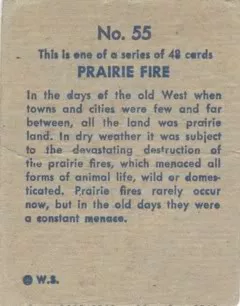 No. 55
This is one of a series of 48 cards
PRAIRIE FIRE
In the days of the old West when
towns and cities were few and far
between, all the land was prairie
land. In dry weather it was subject
to the devastating destruction of
the prairie fires, which menaced all
forms of animal life, wild or domes-
ticated. Prairie fires rarely occur
now, but in the old days they were
a constant menace.
W.S.